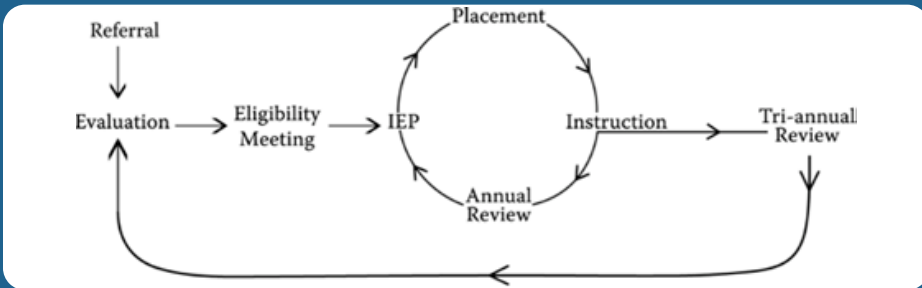 Referral
Evaluation
Eligibility
Meeting
IEP
Placement
Instruction
Annual
Review
Tri-annual
Review